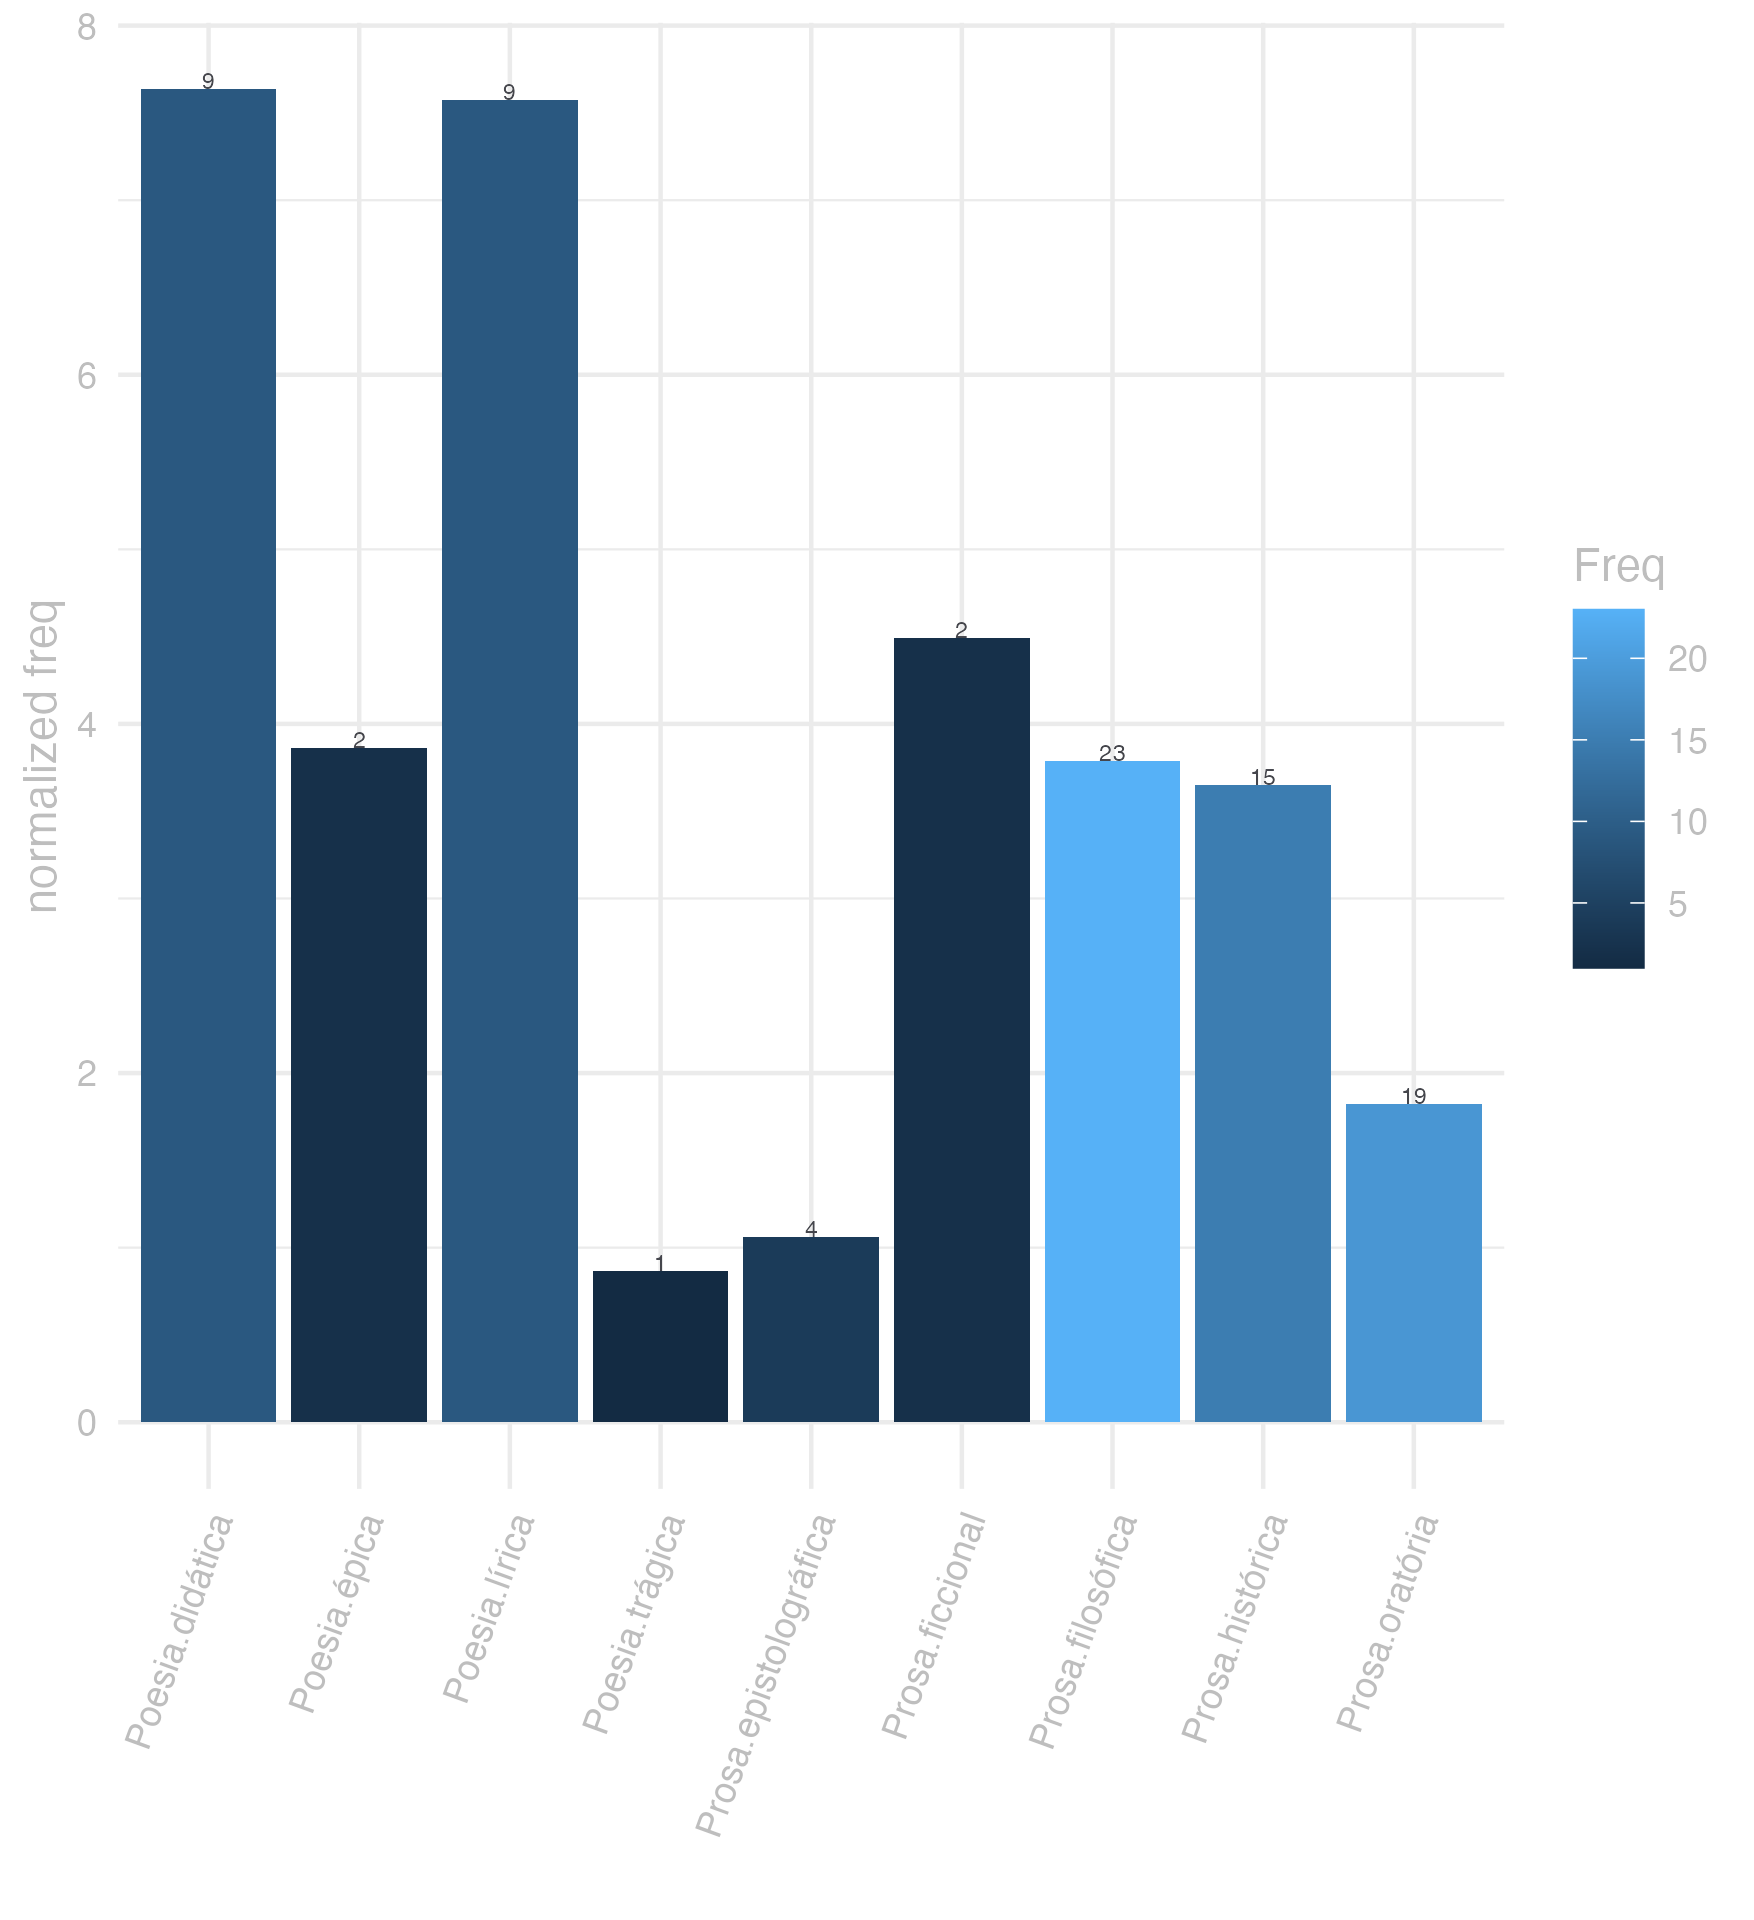 normalized freq
8
6
4
2
0
9
2
9
1
4
2
23
15
19
Poesia.didática
Poesia.épica
Poesia.lírica
Poesia.trágica
Prosa.epistolográfica
Prosa.ficcional
Prosa.filosófica
Prosa.histórica
Prosa.oratória
Freq
20
15
10
5